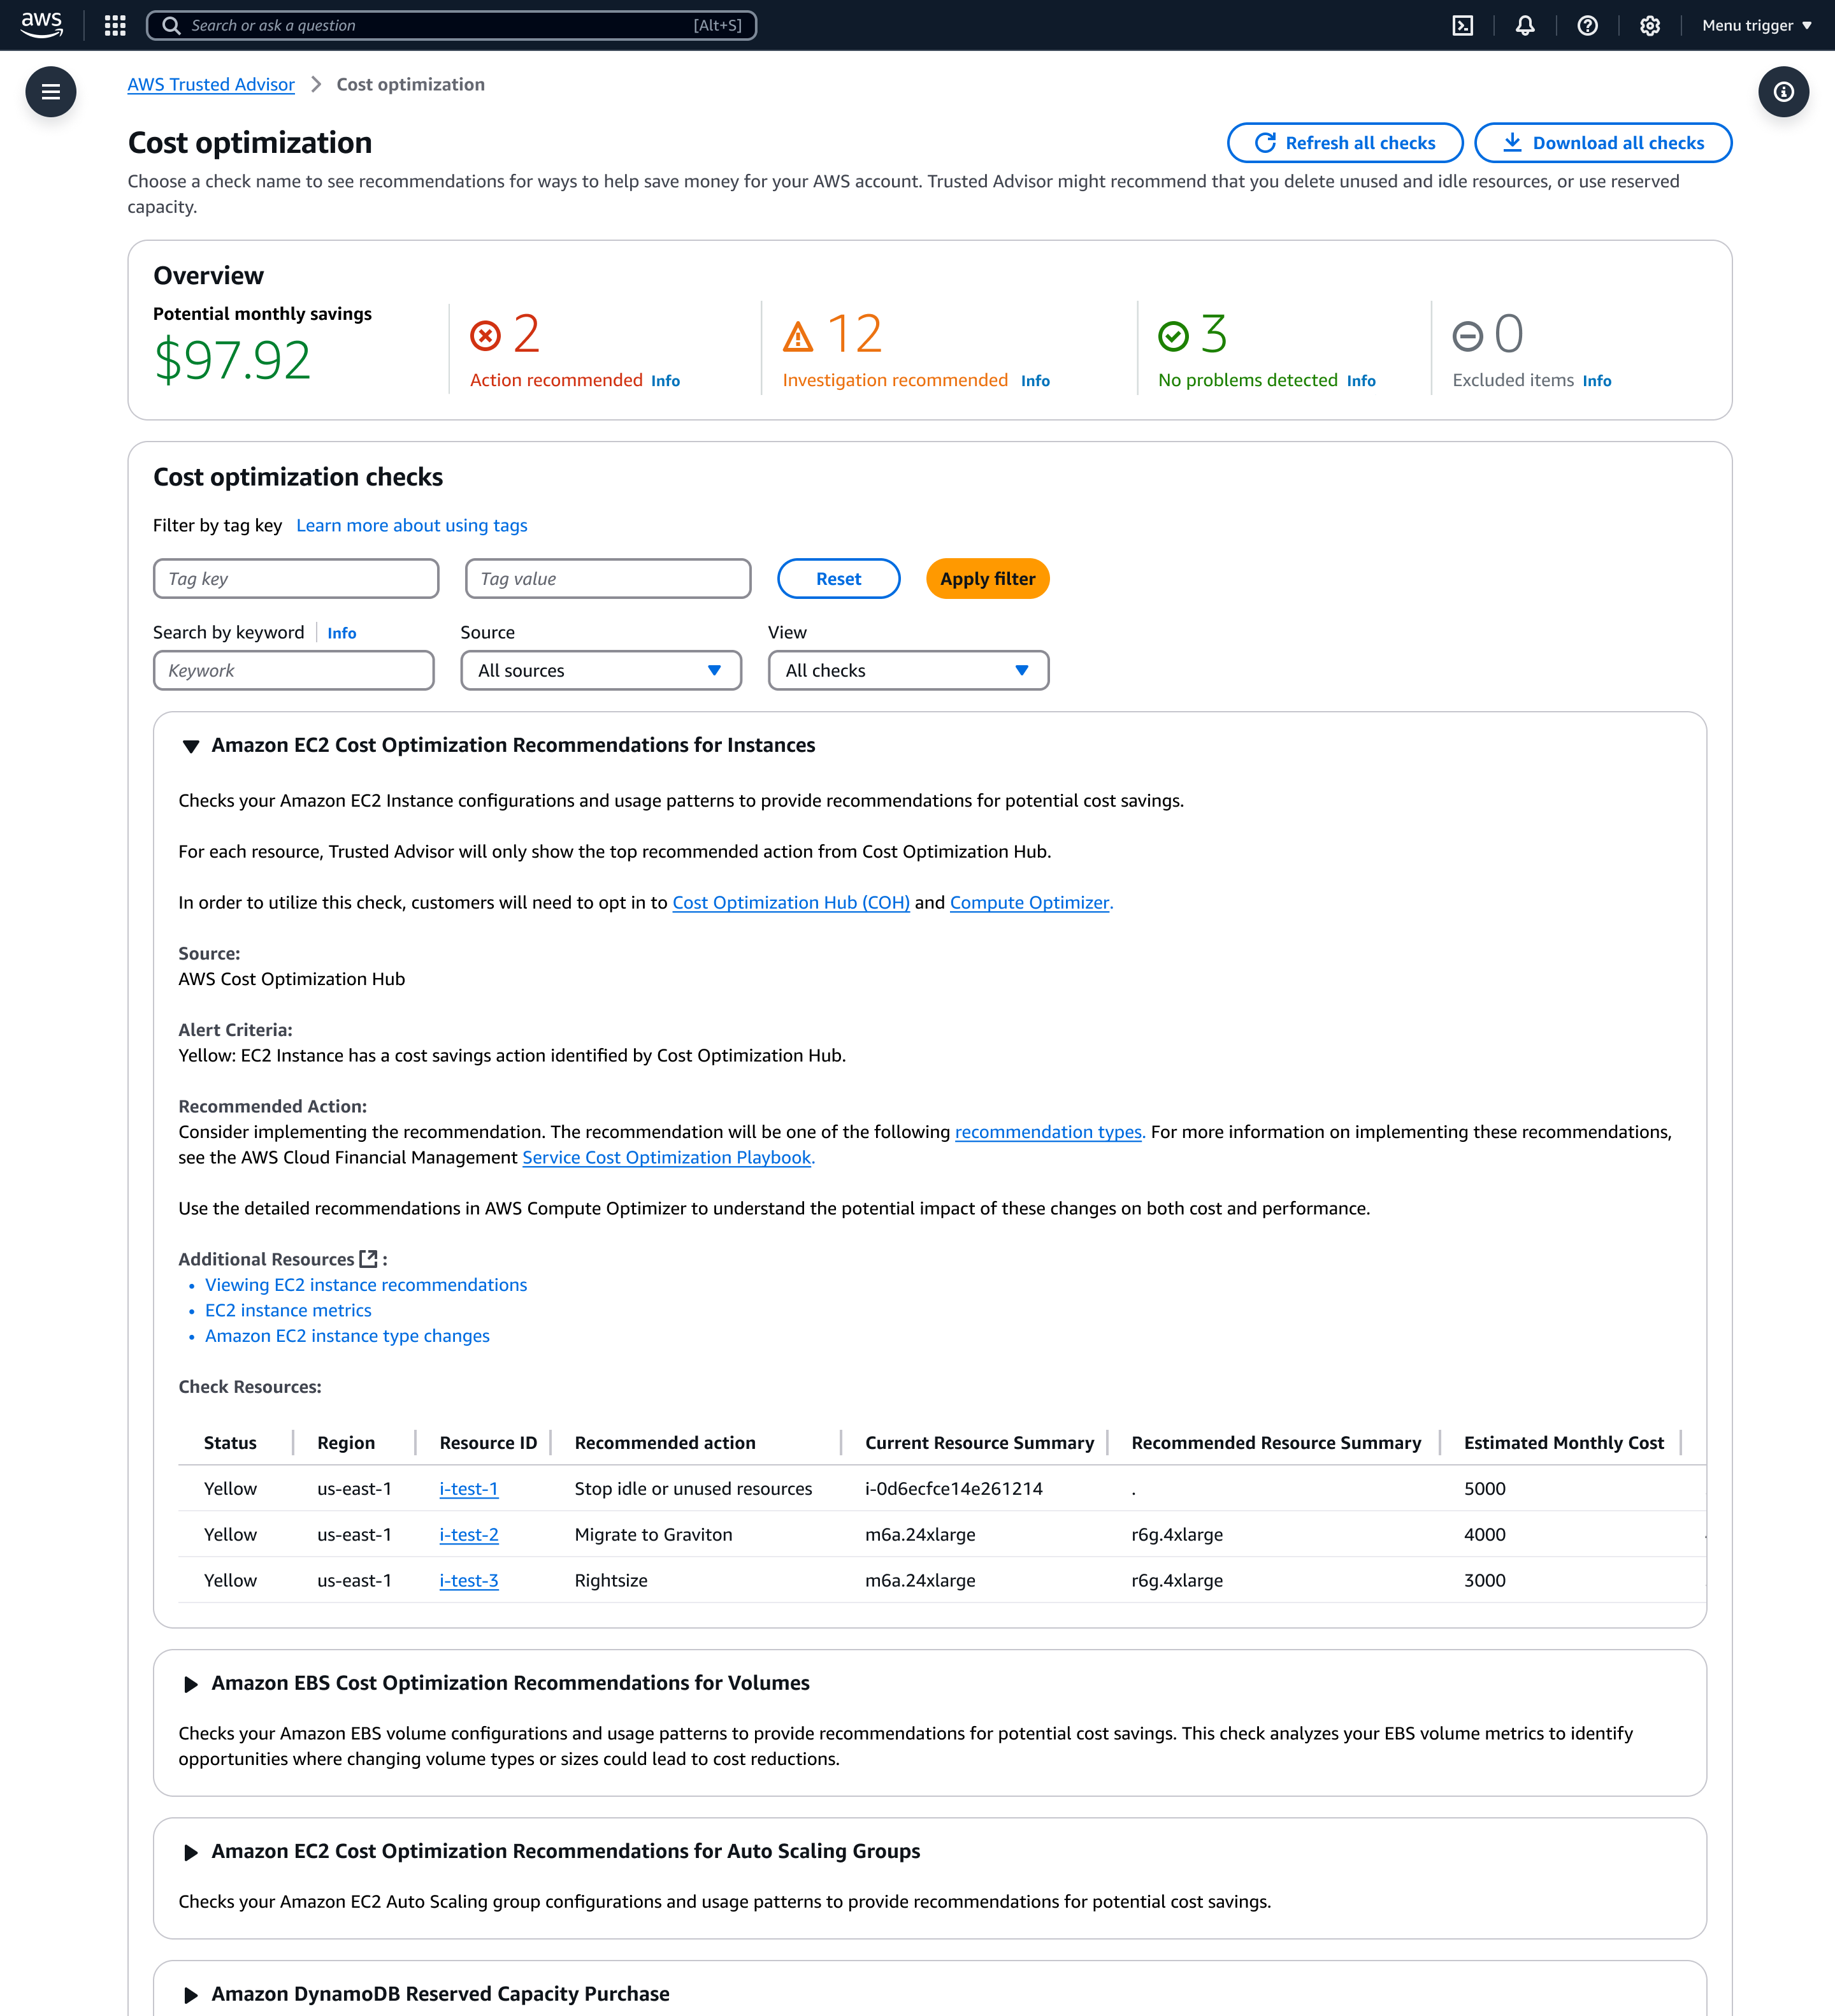 aws
Search or ask a question
[Alt+S]
Menu trigger
AWS Trusted Advisor
Cost optimization
Cost optimization
Refresh all checks
Download all checks
Choose a check name to see recommendations for ways to help save money for your AWS account. Trusted Advisor might recommend that you delete unused and idle resources, or use reserved
capacity.
Overview
Potential monthly savings
$97.92
2
Action recommended Info
12
Investigation recommended Info
3
No problems detected Info
0
Excluded items Info
Cost optimization checks
Filter by tag key Learn more about using tags
Tag key
Tag value
Reset
Apply filter
Search by keyword Info
Source
View
Keywork
All sources
All checks
Amazon EC2 Cost Optimization Recommendations for Instances
Checks your Amazon EC2 Instance configurations and usage patterns to provide recommendations for potential cost savings.
For each resource, Trusted Advisor will only show the top recommended action from Cost Optimization Hub.
In order to utilize this check, customers will need to opt in to Cost Optimization Hub (COH) and Compute Optimizer.
Source:
AWS Cost Optimization Hub
Alert Criteria:
Yellow: EC2 Instance has a cost savings action identified by Cost Optimization Hub.
Recommended Action:
Consider implementing the recommendation. The recommendation will be one of the following recommendation types. For more information on implementing these recommendations,
see the AWS Cloud Financial Management Service Cost Optimization Playbook.
Use the detailed recommendations in AWS Compute Optimizer to understand the potential impact of these changes on both cost and performance.
Additional Resources :
• Viewing EC2 instance recommendations
• EC2 instance metrics
• Amazon EC2 instance type changes
Check Resources:
Status Region Resource ID Recommended action Current Resource Summary Recommended Resource Summary Estimated Monthly Cost
Yellow us-east-1 i-test-1 Stop idle or unused resources i-0d6ecfce14e261214 . 5000
Yellow us-east-1 i-test-2 Migrate to Graviton m6a.24xlarge r6g.4xlarge 4000
Yellow us-east-1 i-test-3 Rightsize m6a.24xlarge r6g.4xlarge 3000
Amazon EBS Cost Optimization Recommendations for Volumes
Checks your Amazon EBS volume configurations and usage patterns to provide recommendations for potential cost savings. This check analyzes your EBS volume metrics to identify
opportunities where changing volume types or sizes could lead to cost reductions.
Amazon EC2 Cost Optimization Recommendations for Auto Scaling Groups
Checks your Amazon EC2 Auto Scaling group configurations and usage patterns to provide recommendations for potential cost savings.
Amazon DynamoDB Reserved Capacity Purchase